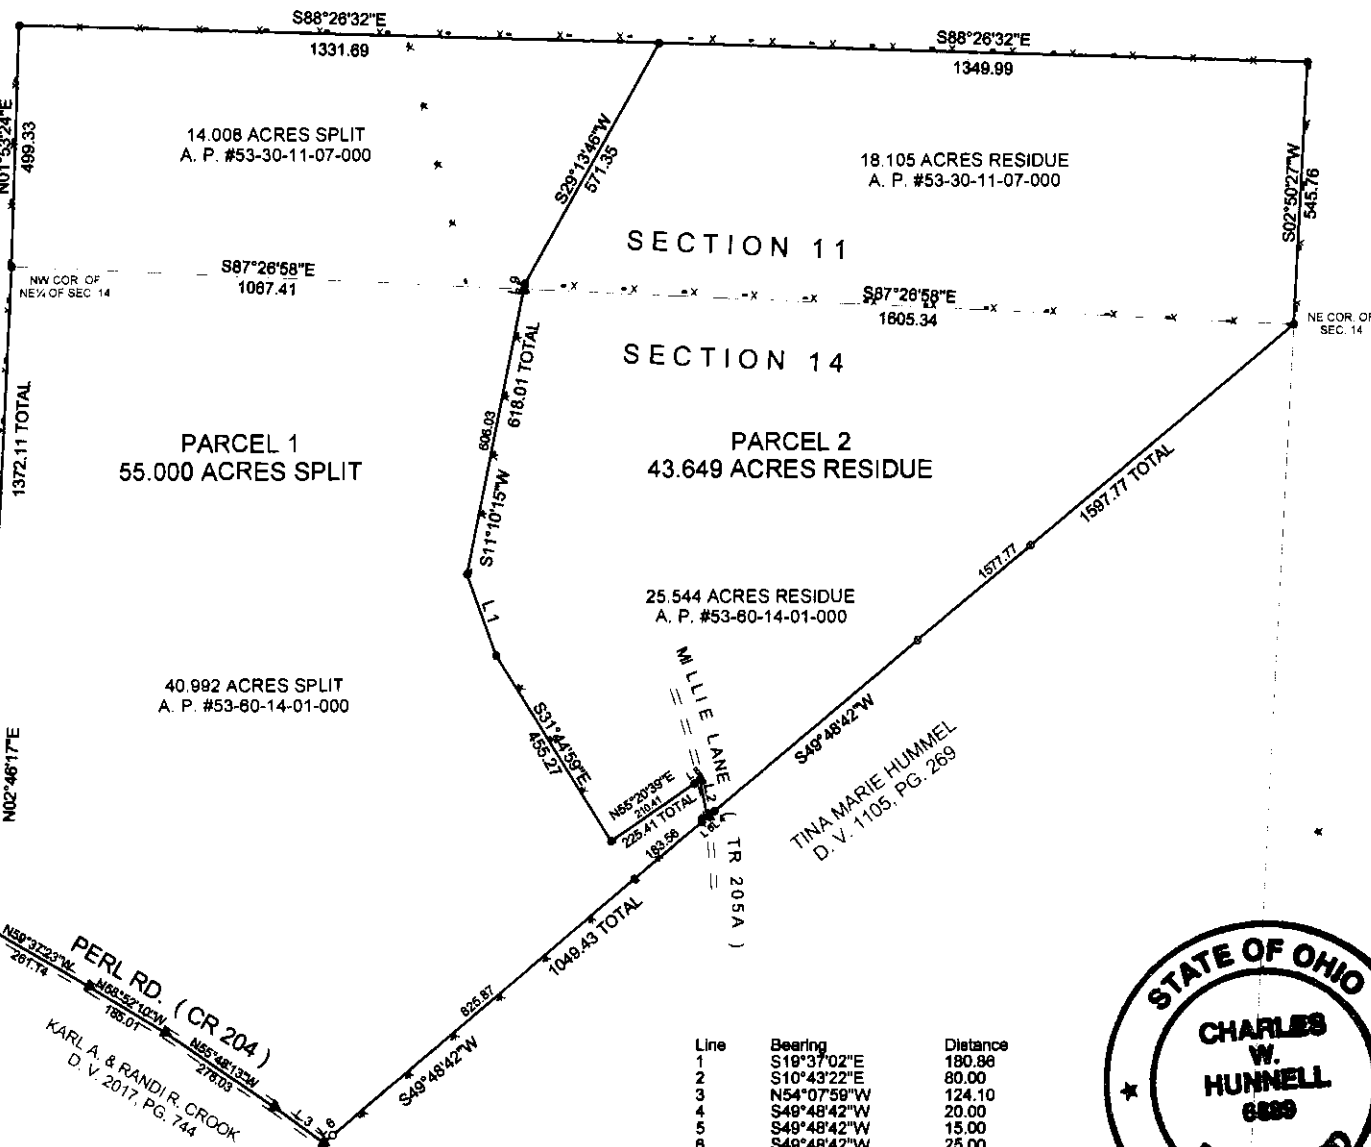 S88°26'32"E
1331.69
S88°26'32"E
1349.99
N01°53'24"E
499.33
14.008 ACRES SPLIT
A. P. #53-30-11-07-000
S29°13'46"W
571.35
18.105 ACRES RESIDUE
A. P. #53-30-11-07-000
S02°50'27"W
545.76
SECTION 11
NW COR. OF
NE¼ OF SEC. 14
S87°26'58"E
1067.41
S87°26'58"E
1605.34
NE COR. OF
SEC. 14
SECTION 14
1372.11 TOTAL
N02°46'17"E
618.01 TOTAL
606.03
S11°10'15"W
PARCEL 1
55.000 ACRES SPLIT
PARCEL 2
43.649 ACRES RESIDUE
1597.77 TOTAL
1577.77
S49°48'42"W
L 1
25.544 ACRES RESIDUE
A. P. #53-60-14-01-000
40.992 ACRES SPLIT
A. P. #53-60-14-01-000
S31°44'59"E
455.27
MILLIE LANE ( TR 205A )
N55°20'39"E
210.41
225.41 TOTAL
L 2
183.56
TINA MARIE HUMMEL
D. V. 1105, PG. 269
1049.43 TOTAL
825.87
S49°48'42"W
N59°37'23"W
261.14
PERL RD. ( CR 204 )
185.01
N55°48'13"W
276.03
L 3
KARL A. & RANDI R. CROOK
D. V. 2017, PG. 744
Line Bearing Distance
1 S19°37'02"E 180.86
2 S10°43'22"E 80.00
3 N54°07'59"W 124.10
4 S49°48'42"W 20.00
5 S49°48'42"W 15.00
6 S49°48'42"W 25.00
STATE OF OHIO
CHARLES
W.
HUNNELL